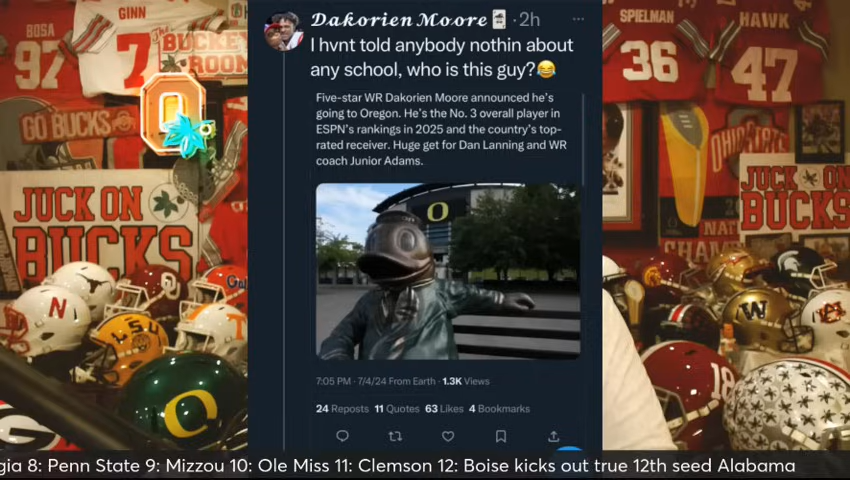 BOSA
97
GINN
7
THE
BUCKEYE
ROOM
GO BUCKS
O
JUCK ON
BUCKS
N
LSU
O
G
Dakorien Moore · 2h
I hvnt told anybody nothin about
any school, who is this guy?😂
Five-star WR Dakorien Moore announced he's
going to Oregon. He's the No. 3 overall player in
ESPN's rankings in 2025 and the country's top-
rated receiver. Huge get for Dan Lanning and WR
coach Junior Adams.
O
7:05 PM · 7/4/24 From Earth · 1.3K Views
24 Reposts 11 Quotes 63 Likes 4 Bookmarks
SPIELMAN
36
HAWK
47
OHIO STATE
JUCK ON
BUCKS
W
18
gia 8: Penn State 9: Mizzou 10: Ole Miss 11: Clemson 12: Boise kicks out true 12th seed Alabama